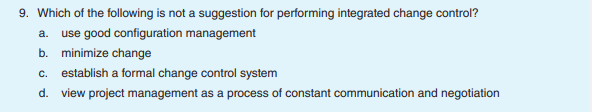 9. Which of the following is not a suggestion for performing integrated change control?
a. use good configuration management
b. minimize change
c. establish a formal change control system
d. view project management as a process of constant communication and negotiation